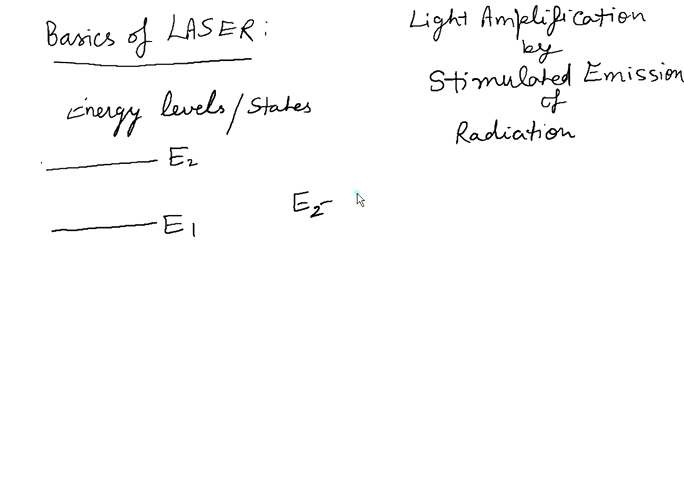 Basics of LASER:
Light Amplification
by
Stimulated Emission
of
Radiation
Energy levels/States
E₂
E₁
E₂-